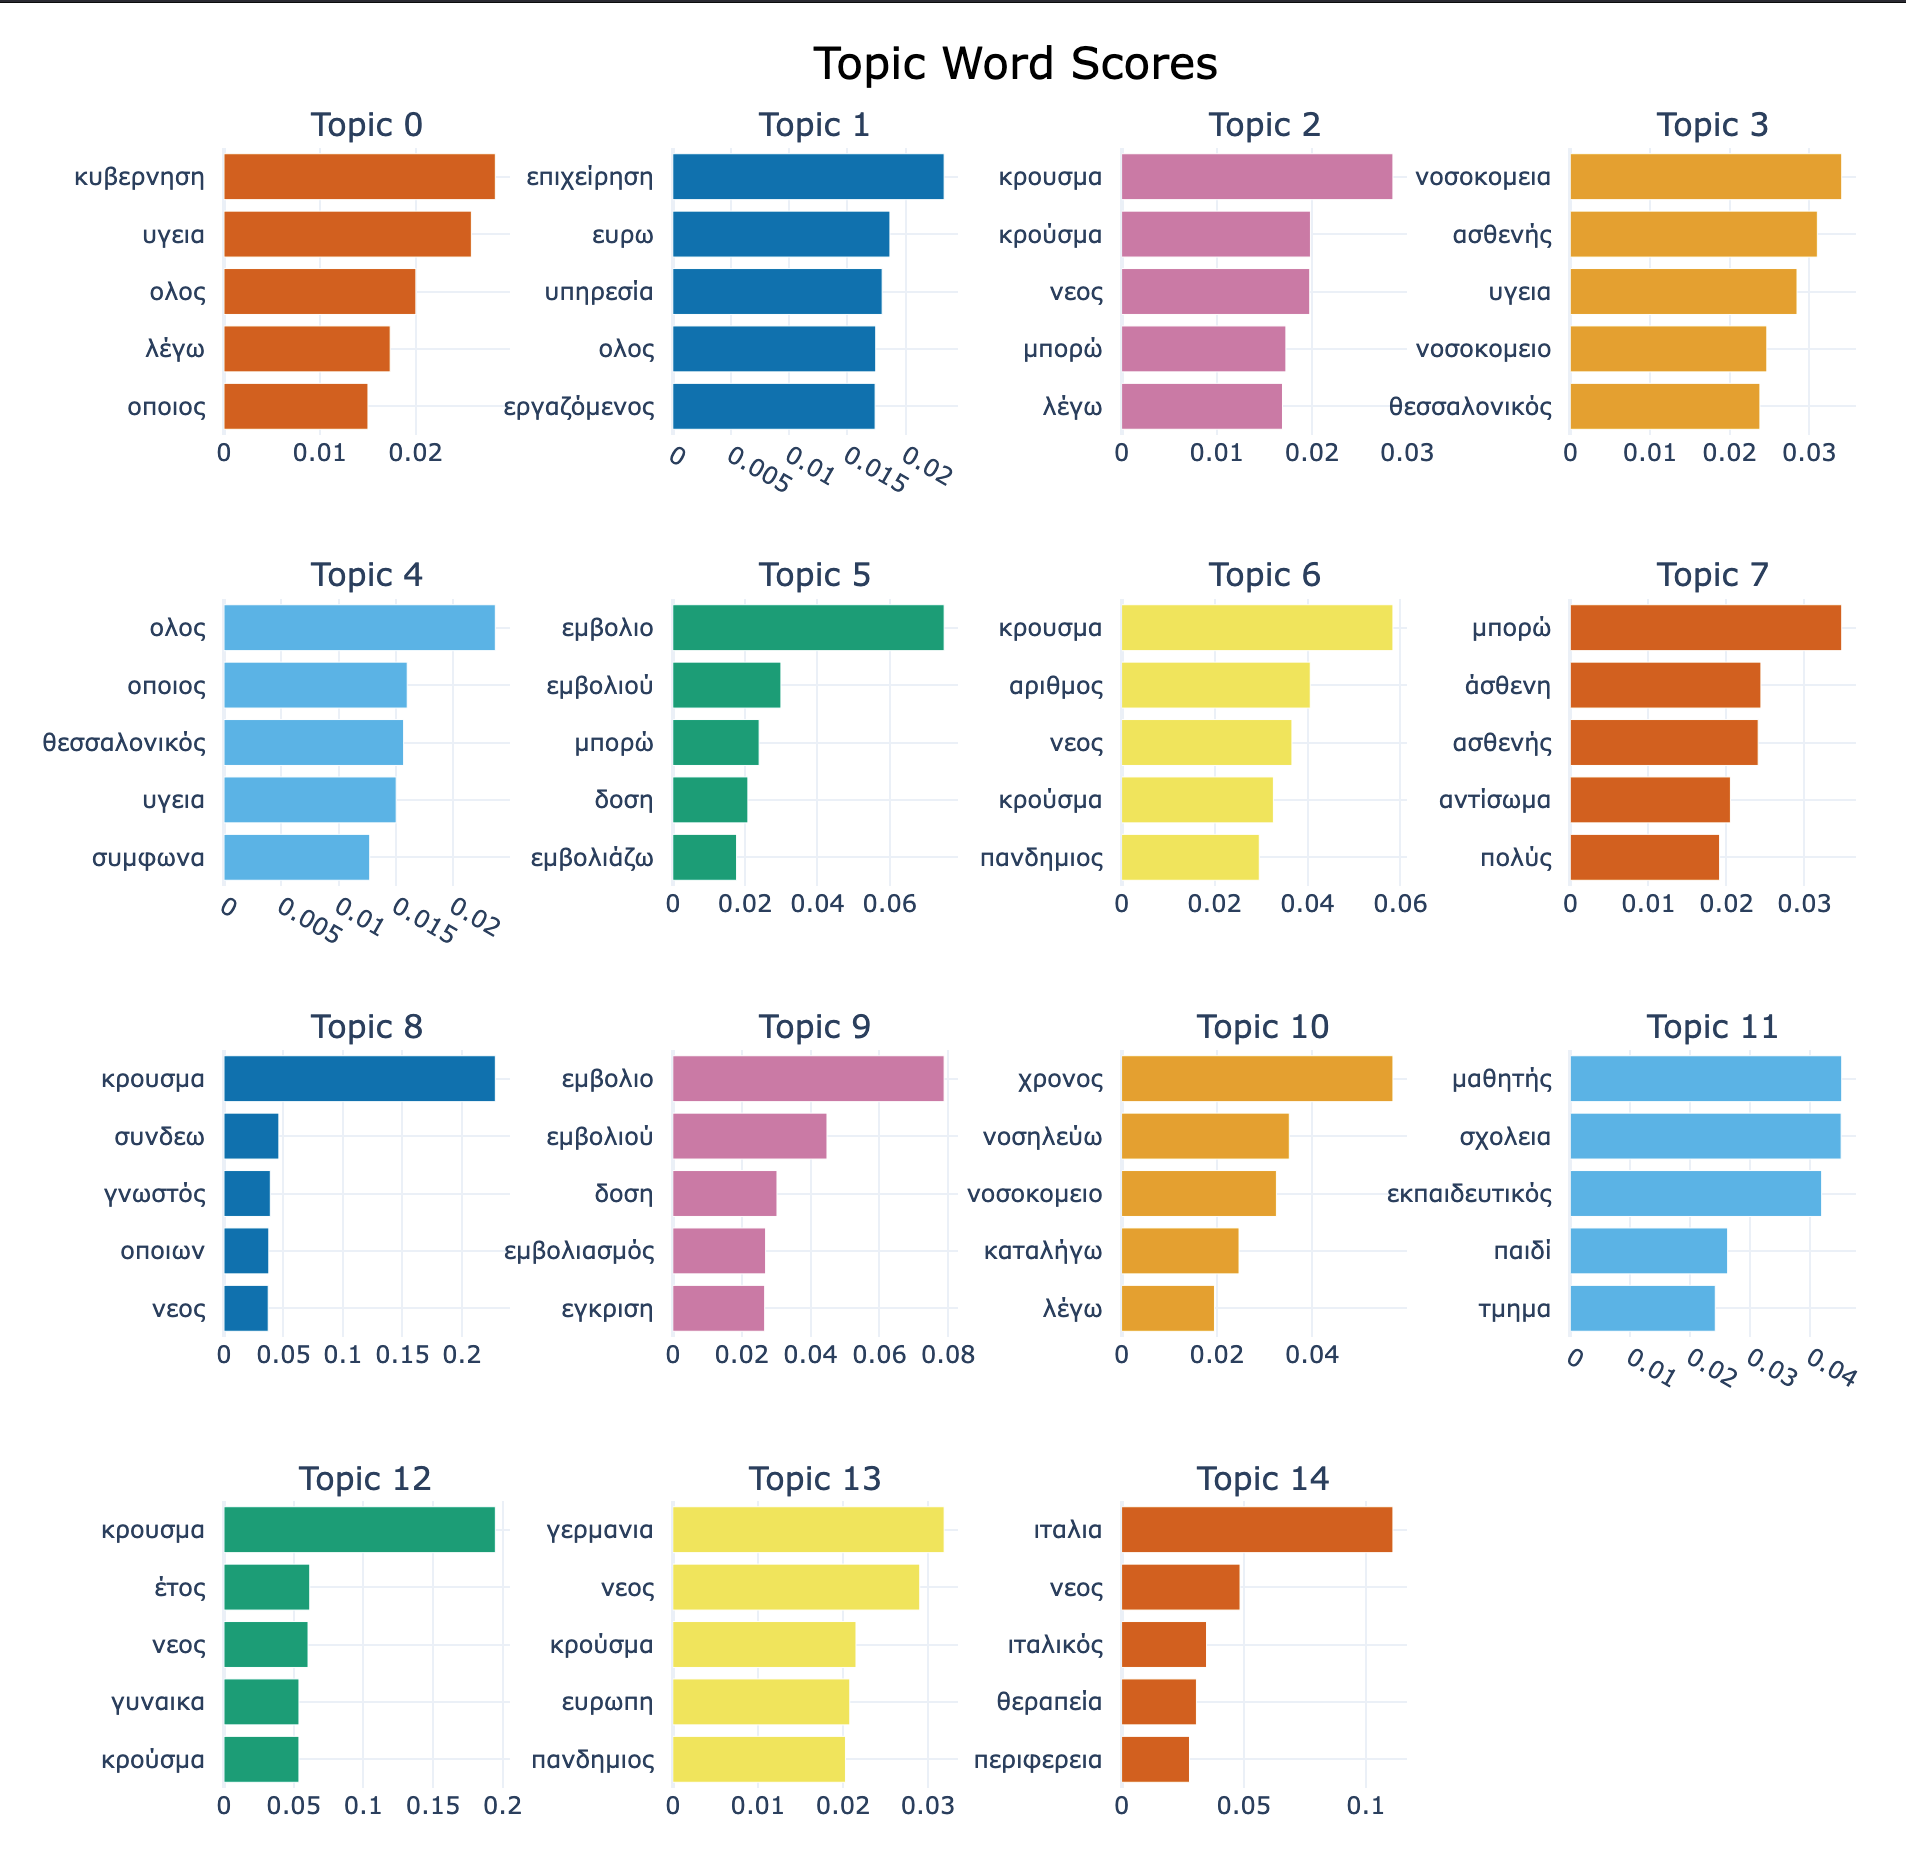 Topic Word Scores
Topic 0
κυβερνηση
υγεια
ολος
λέγω
οποιος
0 0.01 0.02
Topic 1
επιχείρηση
ευρω
υπηρεσία
ολος
εργαζόμενος
0 0.005 0.01 0.015 0.02
Topic 2
κρουσμα
κρούσμα
νεος
μπορώ
λέγω
0 0.01 0.02 0.03
Topic 3
νοσοκομεια
ασθενής
υγεια
νοσοκομειο
θεσσαλονικός
0 0.01 0.02 0.03
Topic 4
ολος
οποιος
θεσσαλονικός
υγεια
συμφωνα
0 0.005 0.01 0.015 0.02
Topic 5
εμβολιο
εμβολιού
μπορώ
δοση
εμβολιάζω
0 0.02 0.04 0.06
Topic 6
κρουσμα
αριθμος
νεος
κρούσμα
πανδημιος
0 0.02 0.04 0.06
Topic 7
μπορώ
άσθενη
ασθενής
αντίσωμα
πολύς
0 0.01 0.02 0.03
Topic 8
κρουσμα
συνδεω
γνωστός
οποιων
νεος
0 0.05 0.1 0.15 0.2
Topic 9
εμβολιο
εμβολιού
δοση
εμβολιασμός
εγκριση
0 0.02 0.04 0.06 0.08
Topic 10
χρονος
νοσηλεύω
νοσοκομειο
καταλήγω
λέγω
0 0.02 0.04
Topic 11
μαθητής
σχολεια
εκπαιδευτικός
παιδί
τμημα
0 0.01 0.02 0.03 0.04
Topic 12
κρουσμα
έτος
νεος
γυναικα
κρούσμα
0 0.05 0.1 0.15 0.2
Topic 13
γερμανια
νεος
κρούσμα
ευρωπη
πανδημιος
0 0.01 0.02 0.03
Topic 14
ιταλια
νεος
ιταλικός
θεραπεία
περιφερεια
0 0.05 0.1